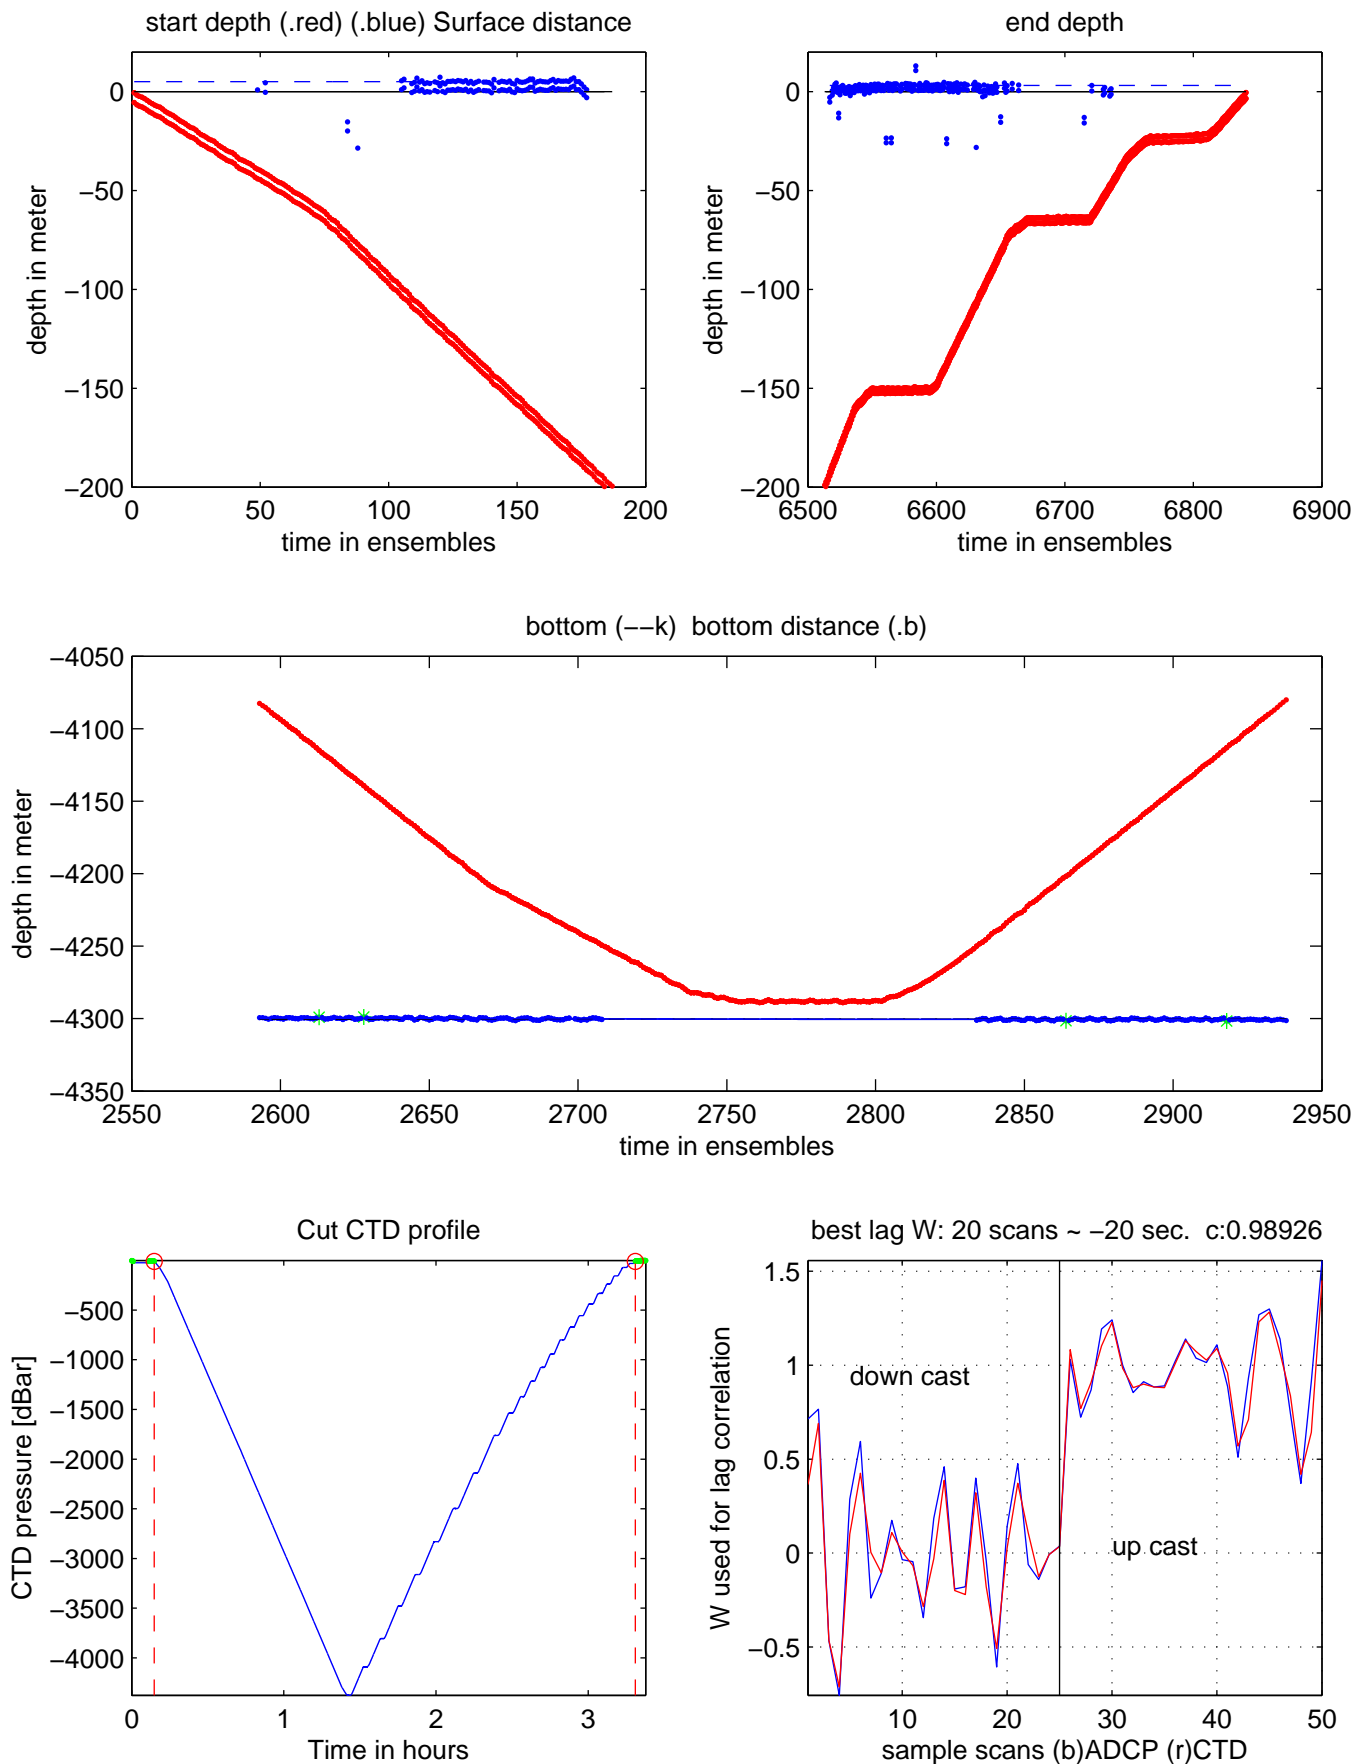 start depth (.red) (.blue) Surface distance
0
−50
−100
−150
−200
depth in meter
0 50 100 150 200
time in ensembles
end depth
0
−50
−100
−150
−200
depth in meter
6500 6600 6700 6800 6900
time in ensembles
bottom (−−k)  bottom distance (.b)
−4050
−4100
−4150
−4200
−4250
−4300
−4350
depth in meter
2550 2600 2650 2700 2750 2800 2850 2900 2950
time in ensembles
Cut CTD profile
−500
−1000
−1500
−2000
−2500
−3000
−3500
−4000
CTD pressure [dBar]
0 1 2 3
Time in hours
best lag W: 20 scans ~ −20 sec.  c:0.98926
1.5
1
0.5
0
−0.5
W used for lag correlation
down cast
up cast
10 20 30 40 50
sample scans (b)ADCP (r)CTD